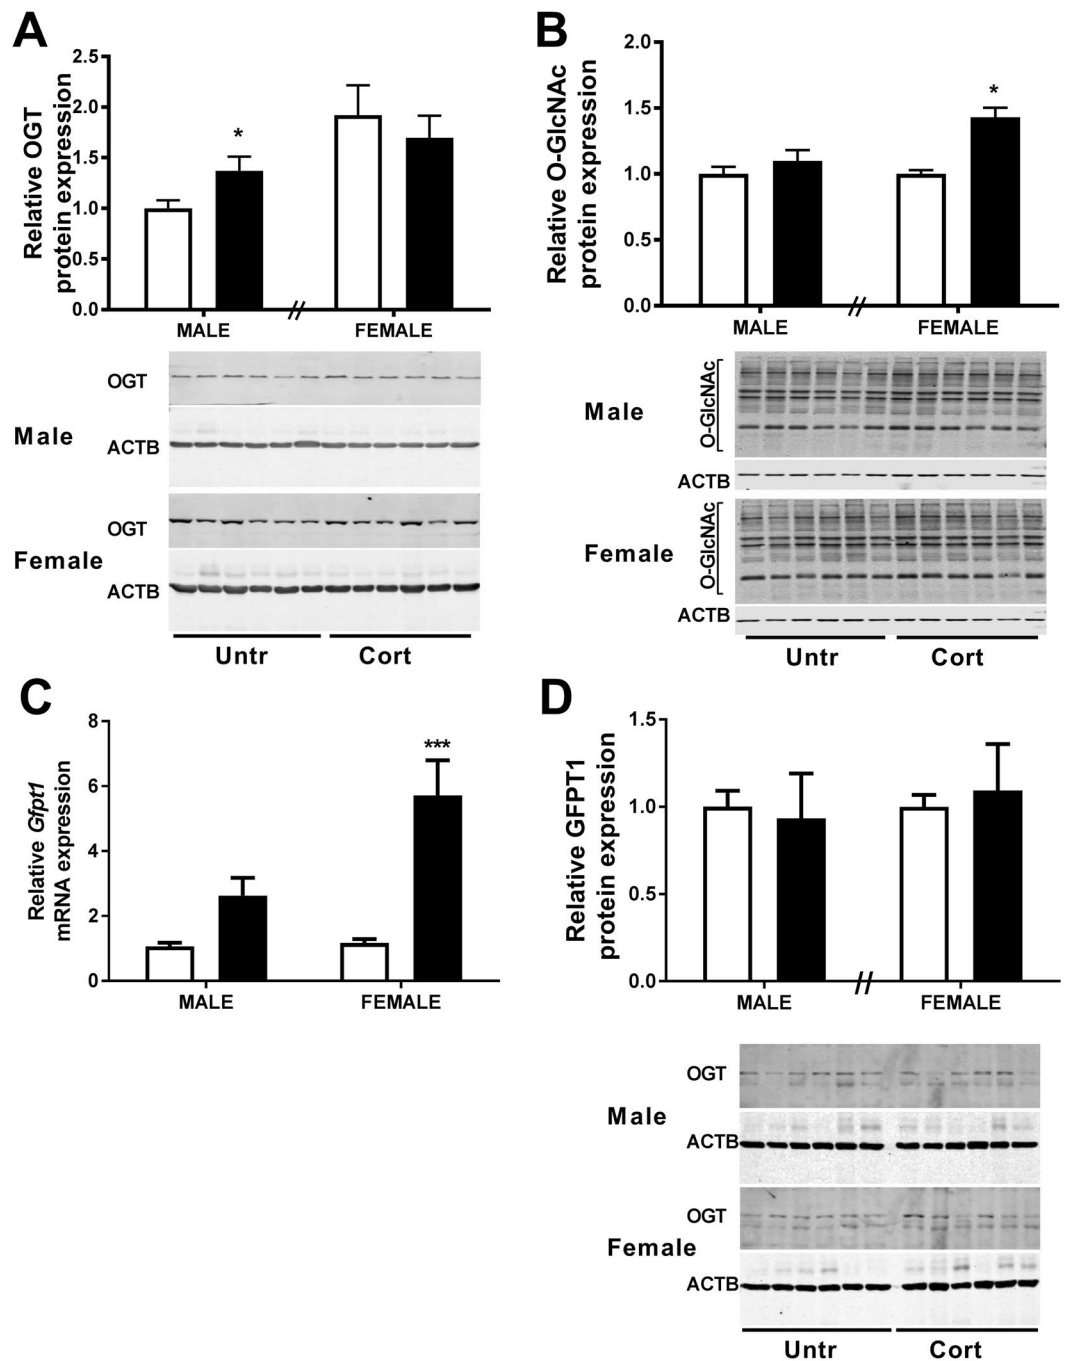 A
Relative OGT
protein expression
2.5
2.0
1.5
1.0
0.5
0.0
*
MALE
FEMALE
OGT
Male
ACTB
OGT
Female
ACTB
Untr
Cort
B
Relative O-GlcNAc
protein expression
2.0
1.5
1.0
0.5
0.0
*
MALE
FEMALE
O-GlcNAc
Male
ACTB
O-GlcNAc
Female
ACTB
Untr
Cort
C
Relative Gfpt1
mRNA expression
8
6
4
2
0
***
MALE
FEMALE
D
Relative GFPT1
protein expression
1.5
1.0
0.5
0.0
MALE
FEMALE
OGT
Male
ACTB
OGT
Female
ACTB
Untr
Cort